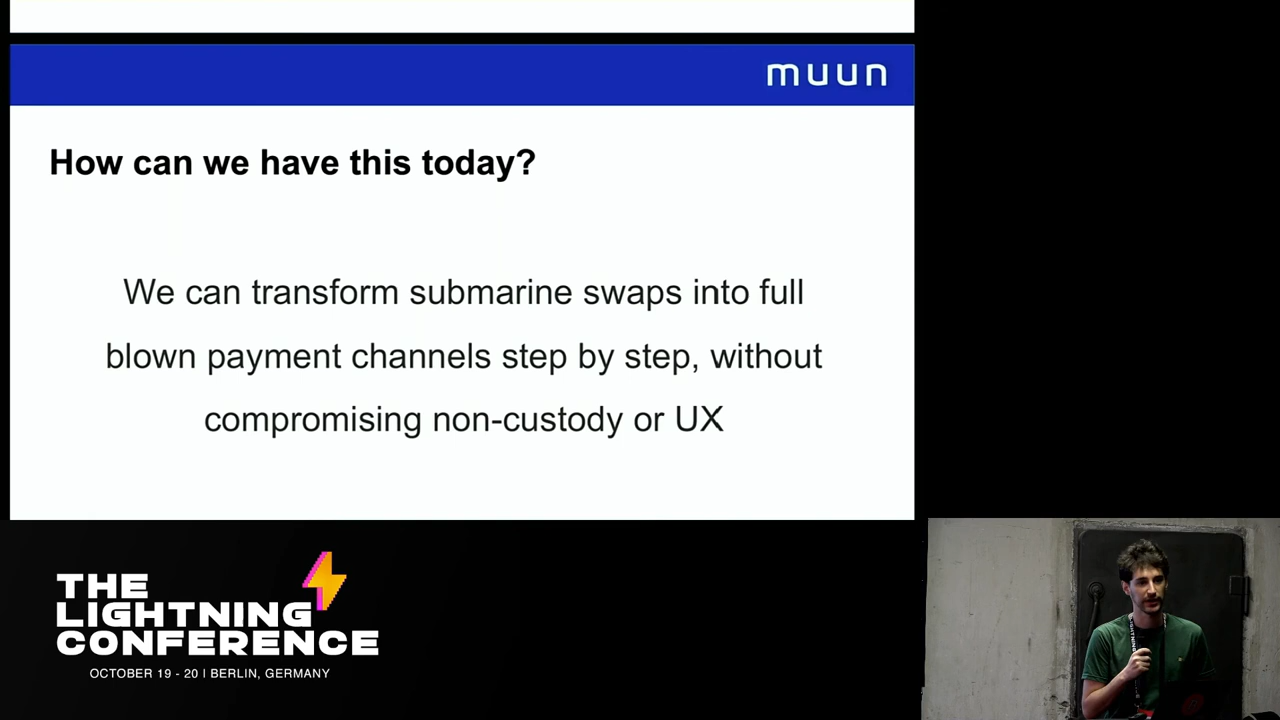 muun
How can we have this today?
We can transform submarine swaps into full
blown payment channels step by step, without
compromising non-custody or UX
THE
LIGHTNING
CONFERENCE
OCTOBER 19 - 20 | BERLIN, GERMANY